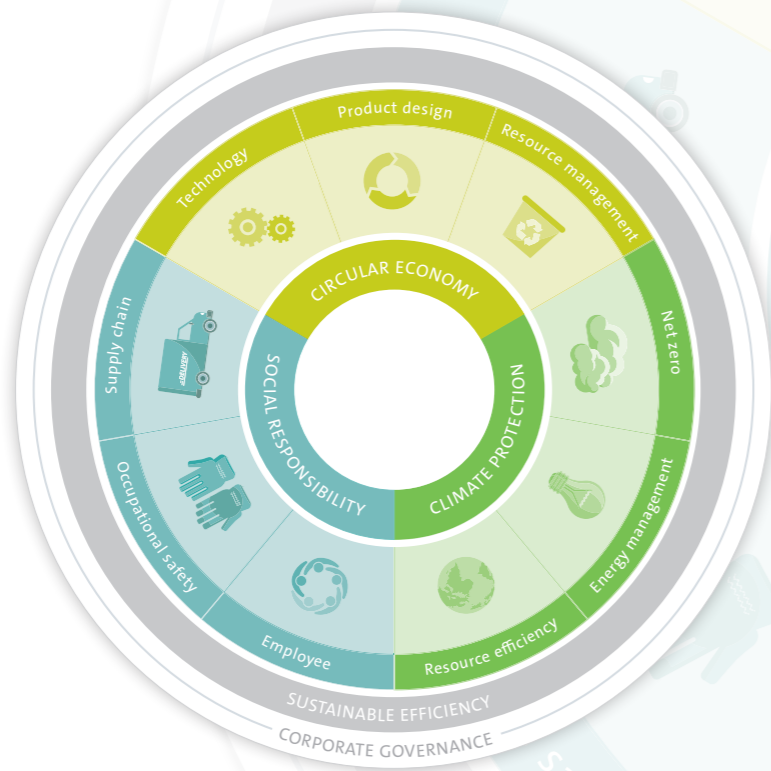 Technology
Product design
Resource management
Net zero
Energy management
Resource efficiency
Employee
Occupational safety
Supply chain
DELIVERY
CIRCULAR ECONOMY
CLIMATE PROTECTION
SOCIAL RESPONSIBILITY
SUSTAINABLE EFFICIENCY
CORPORATE GOVERNANCE